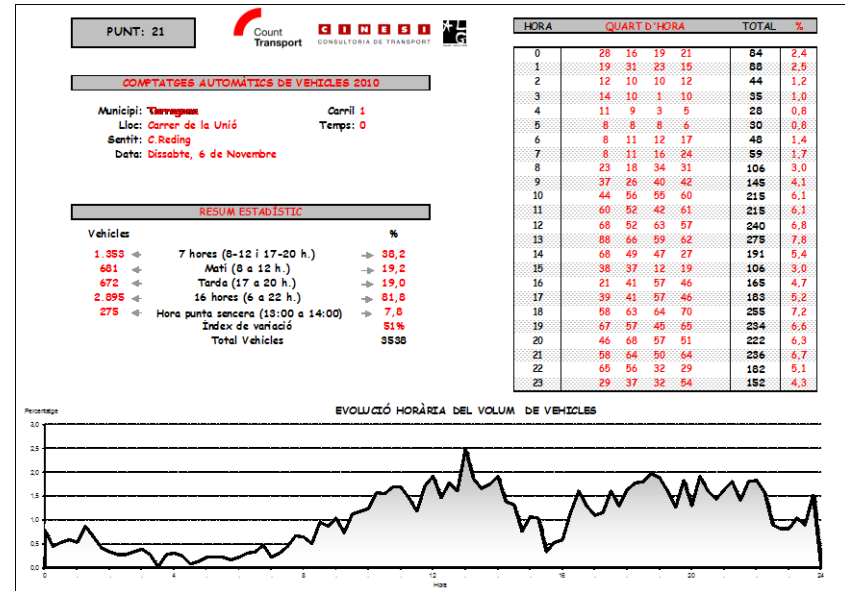 PUNT: 21
Count
Transport
CINESI
CONSULTORIA DE TRANSPORT
COMPTATGES AUTOMÀTICS DE VEHICLES 2010
Municipi: Tarragona Carril 1
Lloc: Carrer de la Unió Temps: 0
Sentit: C.Reding
Data: Dissabte, 6 de Novembre
RESUM ESTADÍSTIC
Vehicles %
1.353 7 hores (8-12 i 17-20 h.) 38,2
681 Matí (8 a 12 h.) 19,2
672 Tarda (17 a 20 h.) 19,0
2.895 16 hores (6 a 22 h.) 81,8
275 Hora punta sencera (13:00 a 14:00) 7,8
Índex de variació 51%
Total Vehicles 3538
HORA QUART D'HORA TOTAL %
0 28 16 19 21 84 2,4
1 19 31 23 15 88 2,5
2 12 10 10 12 44 1,2
3 14 10 1 10 35 1,0
4 11 9 3 5 28 0,8
5 8 8 8 6 30 0,8
6 8 11 12 17 48 1,4
7 8 11 16 24 59 1,7
8 23 18 34 31 106 3,0
9 37 26 40 42 145 4,1
10 44 56 55 60 215 6,1
11 60 52 42 61 215 6,1
12 68 52 63 57 240 6,8
13 88 66 59 62 275 7,8
14 68 49 47 27 191 5,4
15 38 37 12 19 106 3,0
16 21 41 57 46 165 4,7
17 39 41 57 46 183 5,2
18 58 63 64 70 255 7,2
19 67 57 45 65 234 6,6
20 46 68 57 51 222 6,3
21 58 64 50 64 236 6,7
22 65 56 32 29 182 5,1
23 29 37 32 54 152 4,3
EVOLUCIÓ HORÀRIA DEL VOLUM DE VEHICLES
Percentatge
3,0
2,5
2,0
1,5
1,0
0,5
0,0
0 4 8 12 16 20 24
Hora